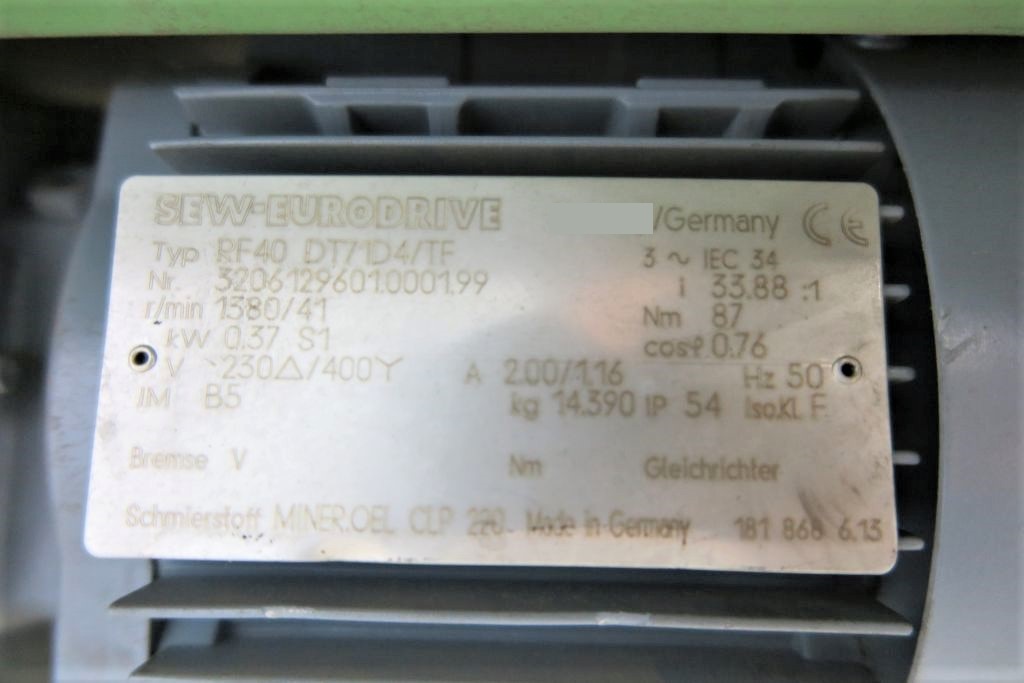 SEW-EURODRIVE /Germany CE
Typ RF40 DT71D4/TF 3 ~ IEC 34
Nr. 3206129601.0001.99 i 33.88 :1
r/min 1380/41 Nm 87
kW 0.37 S1 cosφ 0.76
V 230△/400Y A 2.00/1.16 Hz 50
IM B5 kg 14.390 IP 54 Iso.Kl. F
Bremse V Nm Gleichrichter
Schmierstoff MINER.OEL CLP 220 Made in Germany 181 868 6.13